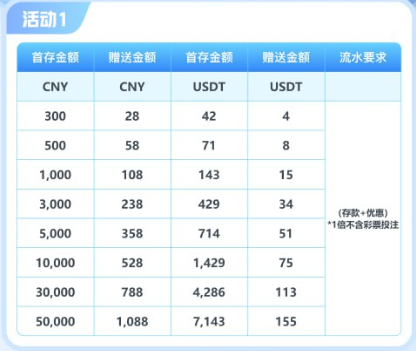 活动1
首存金额 赠送金额 首存金额 赠送金额 流水要求
CNY CNY USDT USDT
300 28 42 4
500 58 71 8
1,000 108 143 15
3,000 238 429 34
(存款+优惠)
*1倍不含彩票投注
5,000 358 714 51
10,000 528 1,429 75
30,000 788 4,286 113
50,000 1,088 7,143 155